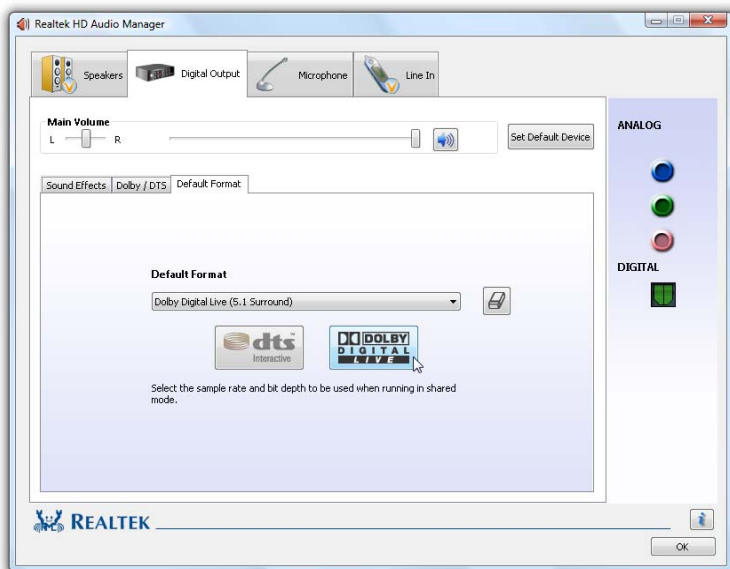 Realtek HD Audio Manager
Speakers
Digital Output
Microphone
Line In
Main Volume
L
R
Set Default Device
ANALOG
Sound Effects
Dolby / DTS
Default Format
DIGITAL
Default Format
Dolby Digital Live (5.1 Surround)
dts
Interactive
DOLBY
DIGITAL
LIVE
Select the sample rate and bit depth to be used when running in shared
mode.
REALTEK
i
OK